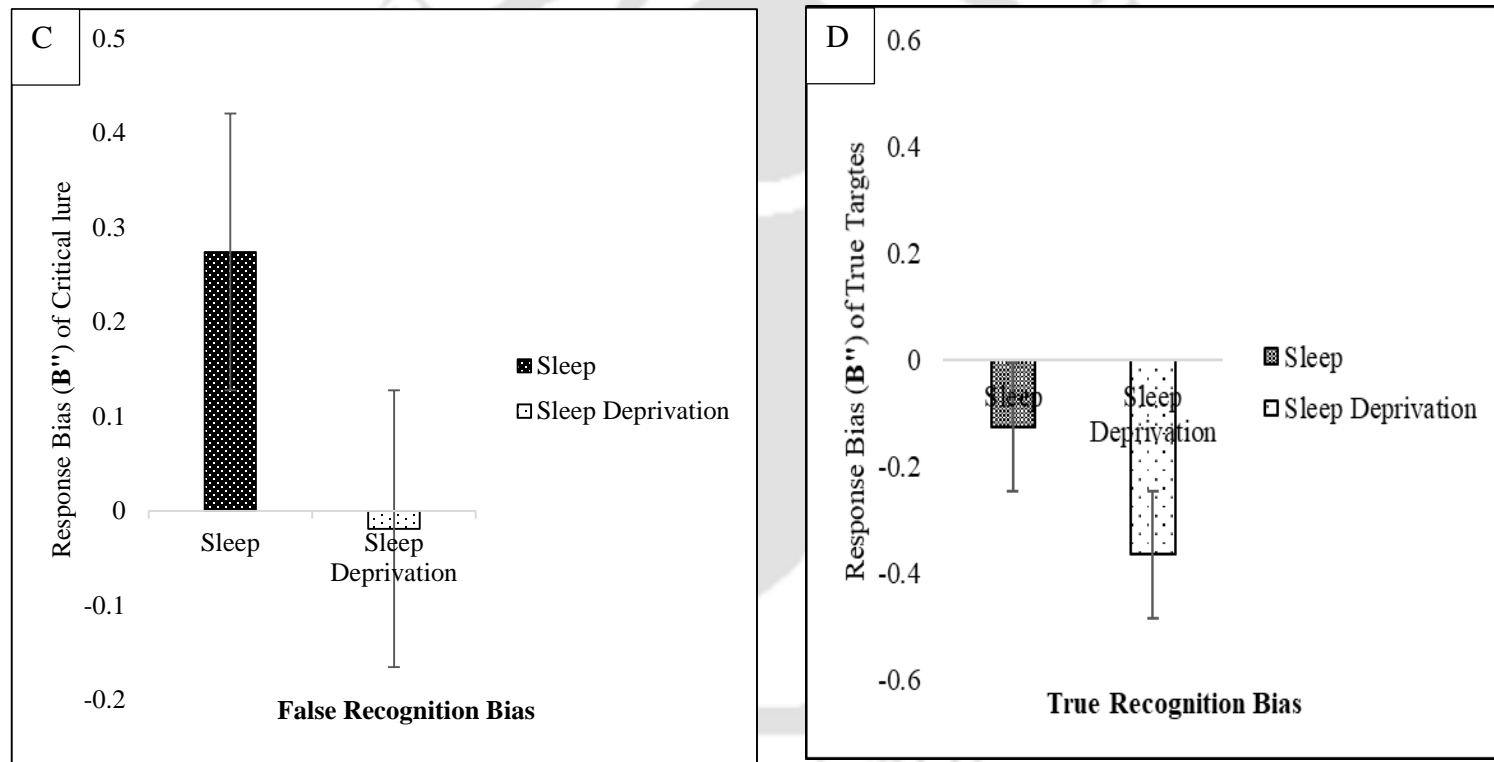 C
0.5
0.4
0.3
0.2
0.1
0
-0.1
-0.2
Response Bias (B'') of Critical lure
Sleep
Sleep
Deprivation
Sleep
Sleep Deprivation
False Recognition Bias
D
0.6
0.4
0.2
0
-0.2
-0.4
-0.6
Response Bias (B'') of True Targtes
Sleep
Sleep
Deprivation
Sleep
Sleep Deprivation
True Recognition Bias